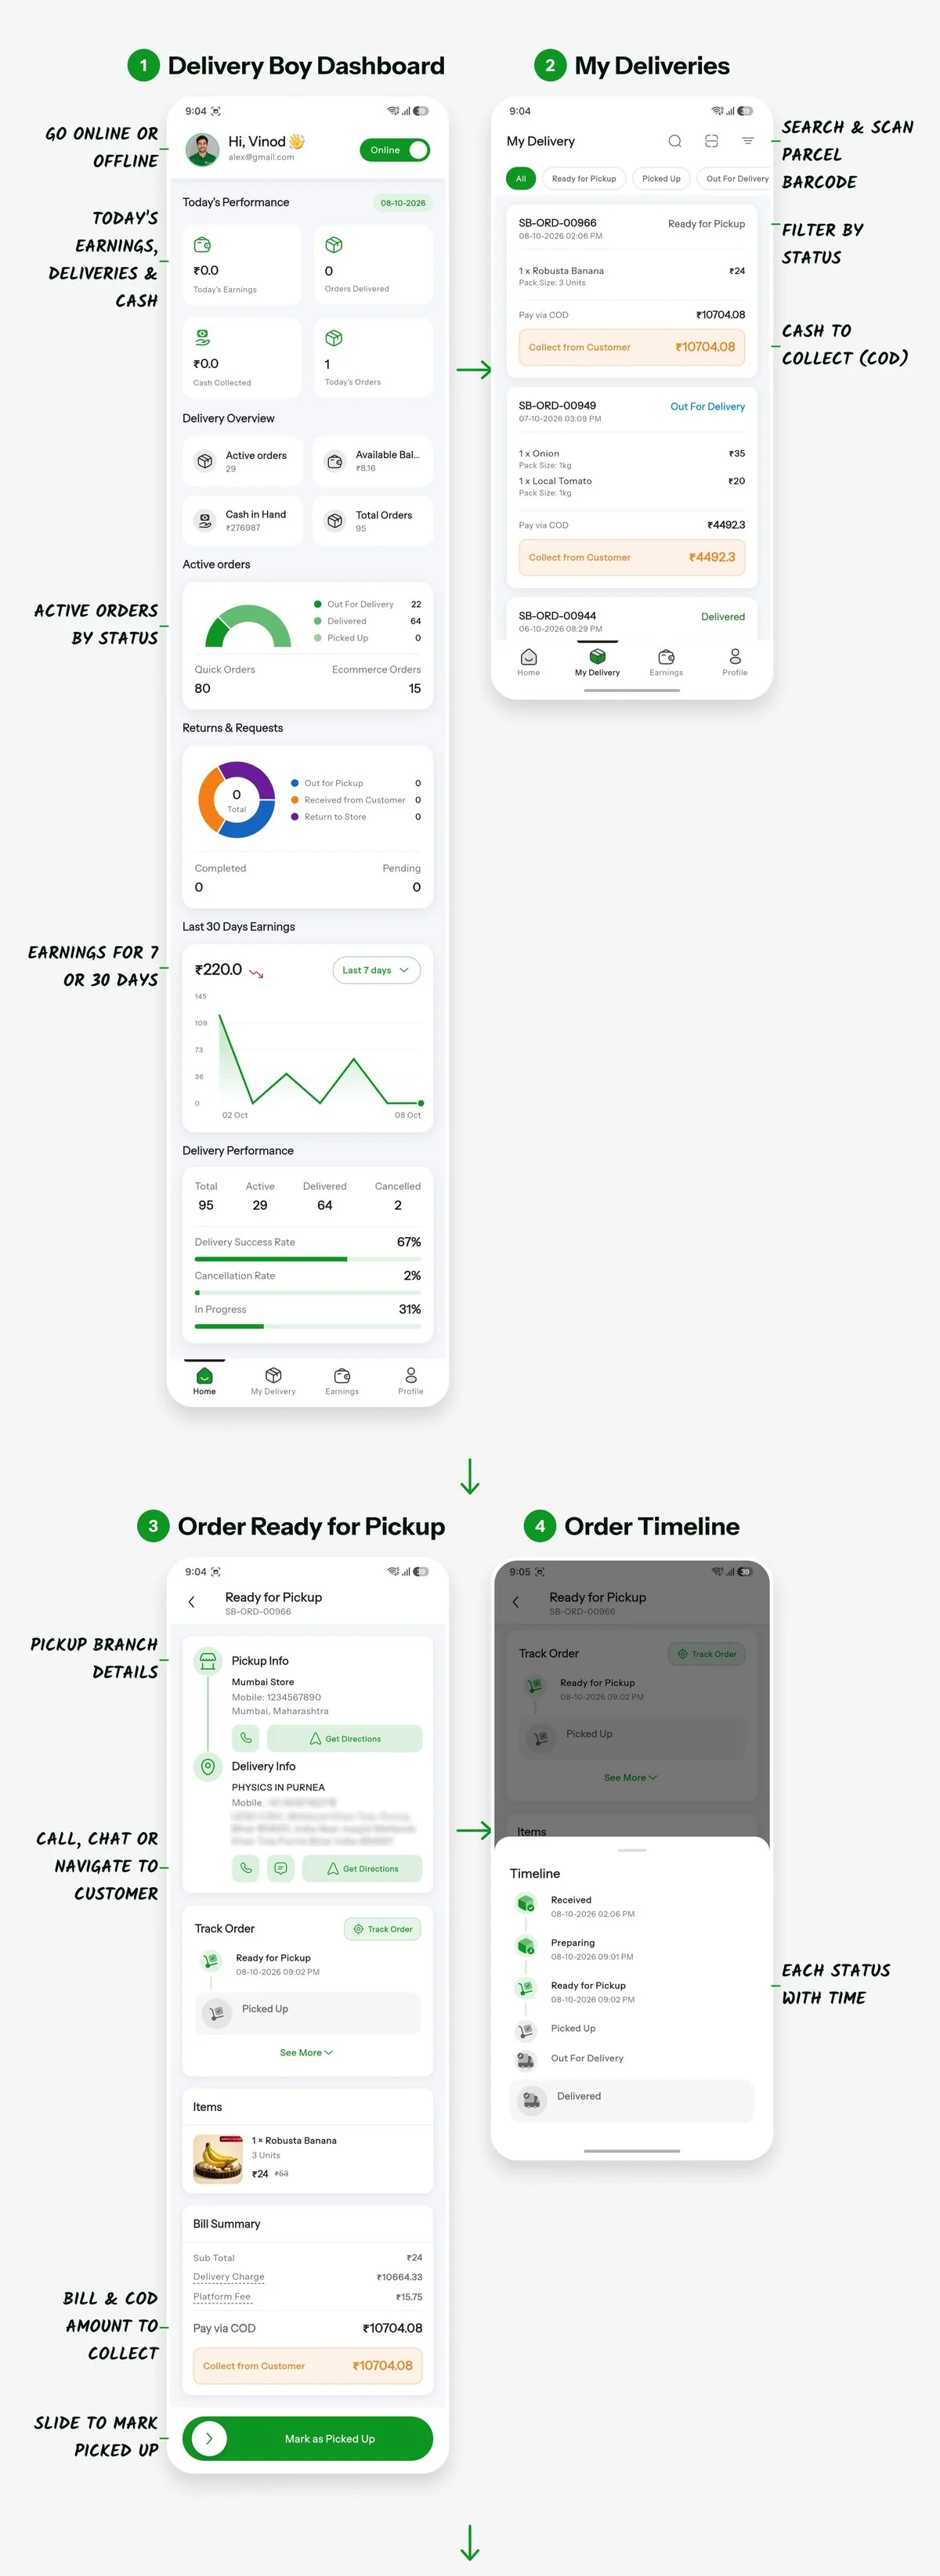 1 Delivery Boy Dashboard
GO ONLINE OR
OFFLINE
TODAY'S
EARNINGS,
DELIVERIES &
CASH
ACTIVE ORDERS
BY STATUS
EARNINGS FOR 7
OR 30 DAYS
9:04
Hi, Vinod 👋
alex@gmail.com
Online
Today's Performance
08-10-2026
₹0.0
Today's Earnings
0
Orders Delivered
₹0.0
Cash Collected
1
Today's Orders
Delivery Overview
Active orders
29
Available Bal...
₹8.16
Cash in Hand
₹276987
Total Orders
95
Active orders
Out For Delivery 22
Delivered 64
Picked Up 0
Quick Orders Ecommerce Orders
80 15
Returns & Requests
0
Total
Out for Pickup 0
Received from Customer 0
Return to Store 0
Completed Pending
0 0
Last 30 Days Earnings
₹220.0
Last 7 days
145
109
73
36
0
02 Oct 08 Oct
Delivery Performance
Total Active Delivered Cancelled
95 29 64 2
Delivery Success Rate 67%
Cancellation Rate 2%
In Progress 31%
Home My Delivery Earnings Profile
2 My Deliveries
9:04
My Delivery
All Ready for Pickup Picked Up Out For Delivery
SB-ORD-00966 Ready for Pickup
08-10-2026 02:06 PM
1 x Robusta Banana ₹24
Pack Size: 3 Units
Pay via COD ₹10704.08
Collect from Customer ₹10704.08
SB-ORD-00949 Out For Delivery
07-10-2026 03:09 PM
1 x Onion ₹35
Pack Size: 1kg
1 x Local Tomato ₹20
Pack Size: 1kg
Pay via COD ₹4492.3
Collect from Customer ₹4492.3
SB-ORD-00944 Delivered
06-10-2026 08:29 PM
Home My Delivery Earnings Profile
SEARCH & SCAN
PARCEL
BARCODE
FILTER BY
STATUS
CASH TO
COLLECT (COD)
3 Order Ready for Pickup
PICKUP BRANCH
DETAILS
CALL, CHAT OR
NAVIGATE TO
CUSTOMER
BILL & COD
AMOUNT TO
COLLECT
SLIDE TO MARK
PICKED UP
9:04
Ready for Pickup
SB-ORD-00966
Pickup Info
Mumbai Store
Mobile: 1234567890
Mumbai, Maharashtra
Get Directions
Delivery Info
PHYSICS IN PURNEA
Mobile
Get Directions
Track Order
Track Order
Ready for Pickup
08-10-2026 09:02 PM
Picked Up
See More
Items
1 × Robusta Banana
3 Units
₹24 ₹53
Bill Summary
Sub Total ₹24
Delivery Charge ₹10664.33
Platform Fee ₹15.75
Pay via COD ₹10704.08
Collect from Customer ₹10704.08
Mark as Picked Up
4 Order Timeline
9:05
39
Ready for Pickup
SB-ORD-00966
Track Order
Track Order
Ready for Pickup
08-10-2026 09:02 PM
Picked Up
See More
Items
Timeline
Received
08-10-2026 02:06 PM
Preparing
08-10-2026 09:01 PM
Ready for Pickup
08-10-2026 09:02 PM
Picked Up
Out For Delivery
Delivered
EACH STATUS
WITH TIME